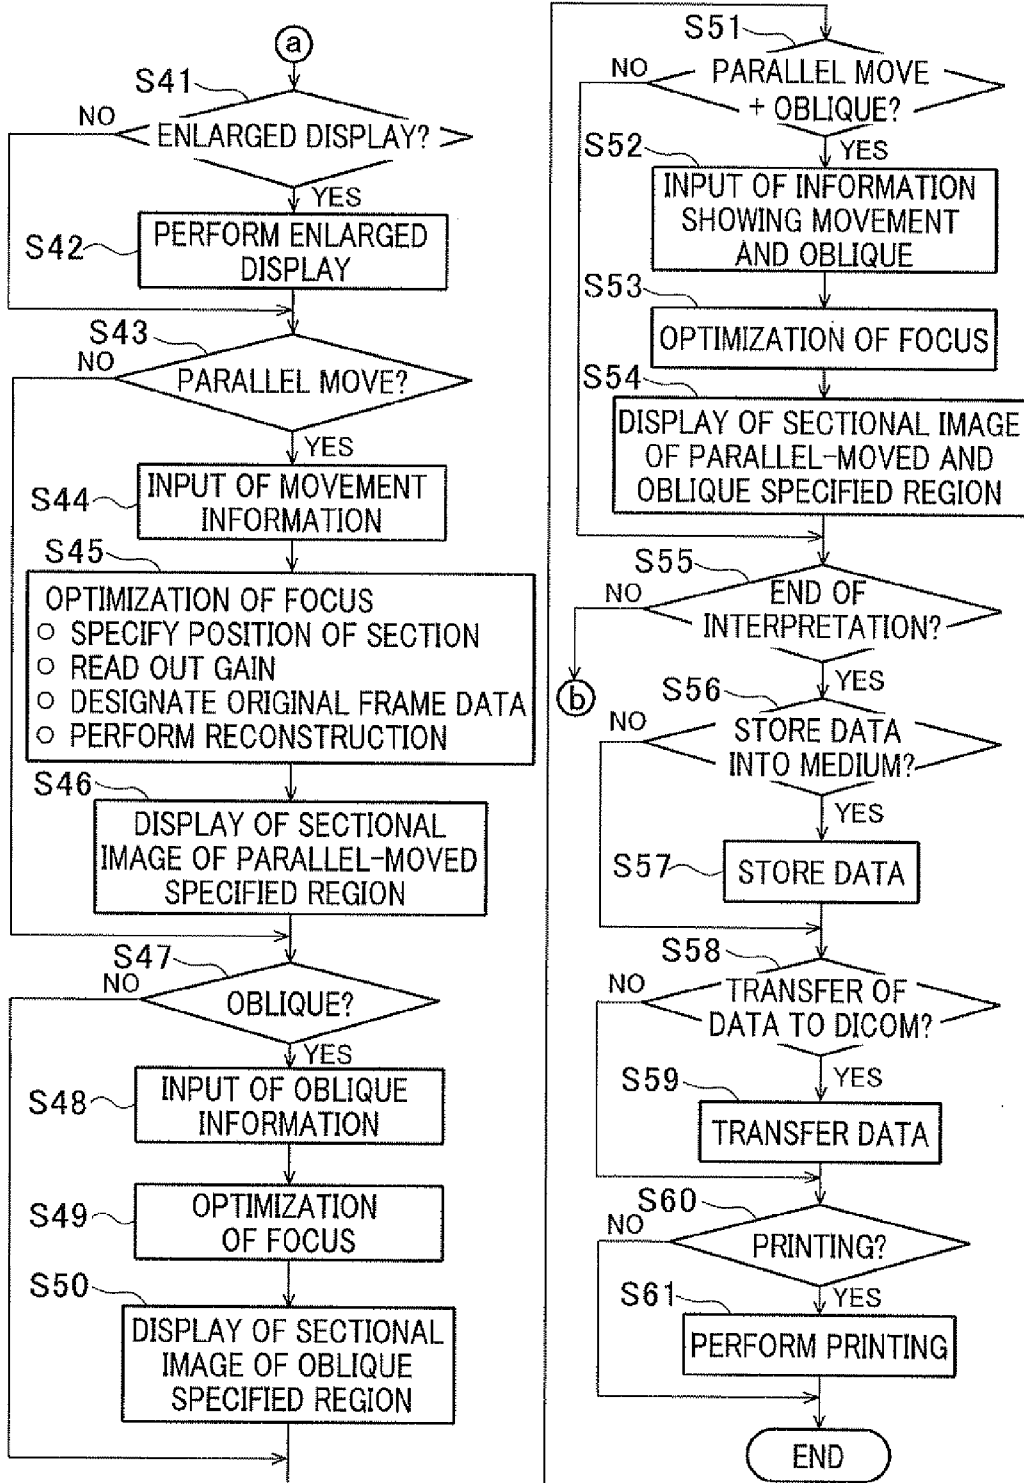 a
S41
NO
ENLARGED DISPLAY?
YES
S42
PERFORM ENLARGED
DISPLAY
S43
NO
PARALLEL MOVE?
YES
S44
INPUT OF MOVEMENT
INFORMATION
S45
OPTIMIZATION OF FOCUS
○ SPECIFY POSITION OF SECTION
○ READ OUT GAIN
○ DESIGNATE ORIGINAL FRAME DATA
○ PERFORM RECONSTRUCTION
S46
DISPLAY OF SECTIONAL
IMAGE OF PARALLEL-MOVED
SPECIFIED REGION
S47
NO
OBLIQUE?
YES
S48
INPUT OF OBLIQUE
INFORMATION
S49
OPTIMIZATION
OF FOCUS
S50
DISPLAY OF SECTIONAL
IMAGE OF OBLIQUE
SPECIFIED REGION
S51
NO
PARALLEL MOVE
+ OBLIQUE?
YES
S52
INPUT OF INFORMATION
SHOWING MOVEMENT
AND OBLIQUE
S53
OPTIMIZATION OF FOCUS
S54
DISPLAY OF SECTIONAL IMAGE
OF PARALLEL-MOVED AND
OBLIQUE SPECIFIED REGION
S55
NO
END OF
INTERPRETATION?
YES
b
S56
NO
STORE DATA
INTO MEDIUM?
YES
S57
STORE DATA
S58
NO
TRANSFER OF
DATA TO DICOM?
YES
S59
TRANSFER DATA
S60
NO
PRINTING?
YES
S61
PERFORM PRINTING
END